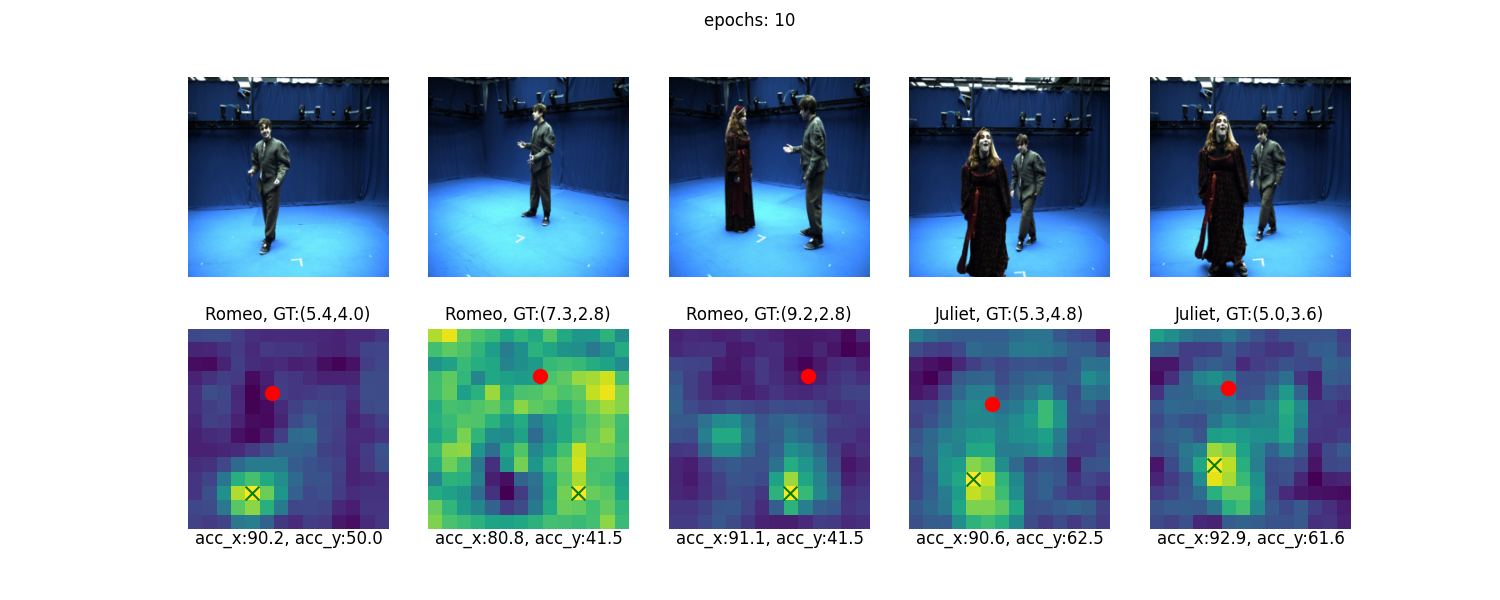 epochs: 10
Romeo, GT:(5.4,4.0)
Romeo, GT:(7.3,2.8)
Romeo, GT:(9.2,2.8)
Juliet, GT:(5.3,4.8)
Juliet, GT:(5.0,3.6)
acc_x:90.2, acc_y:50.0
acc_x:80.8, acc_y:41.5
acc_x:91.1, acc_y:41.5
acc_x:90.6, acc_y:62.5
acc_x:92.9, acc_y:61.6